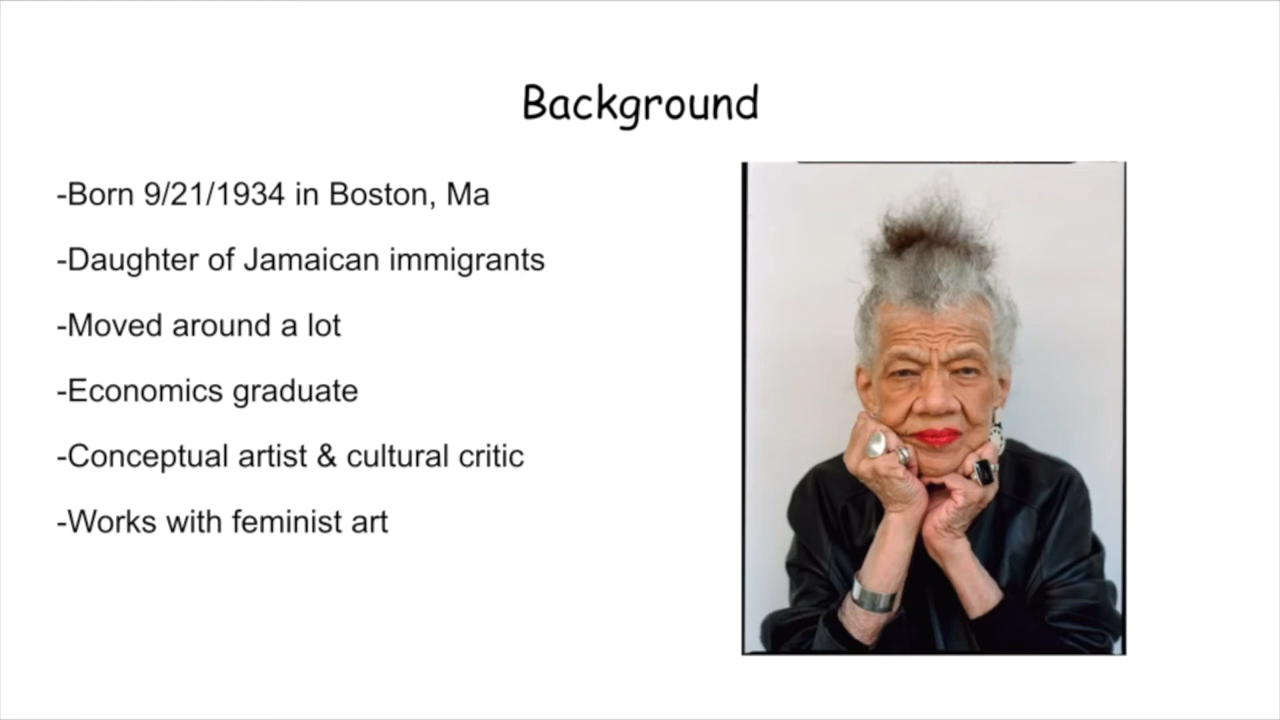 Background
-Born 9/21/1934 in Boston, Ma
-Daughter of Jamaican immigrants
-Moved around a lot
-Economics graduate
-Conceptual artist & cultural critic
-Works with feminist art